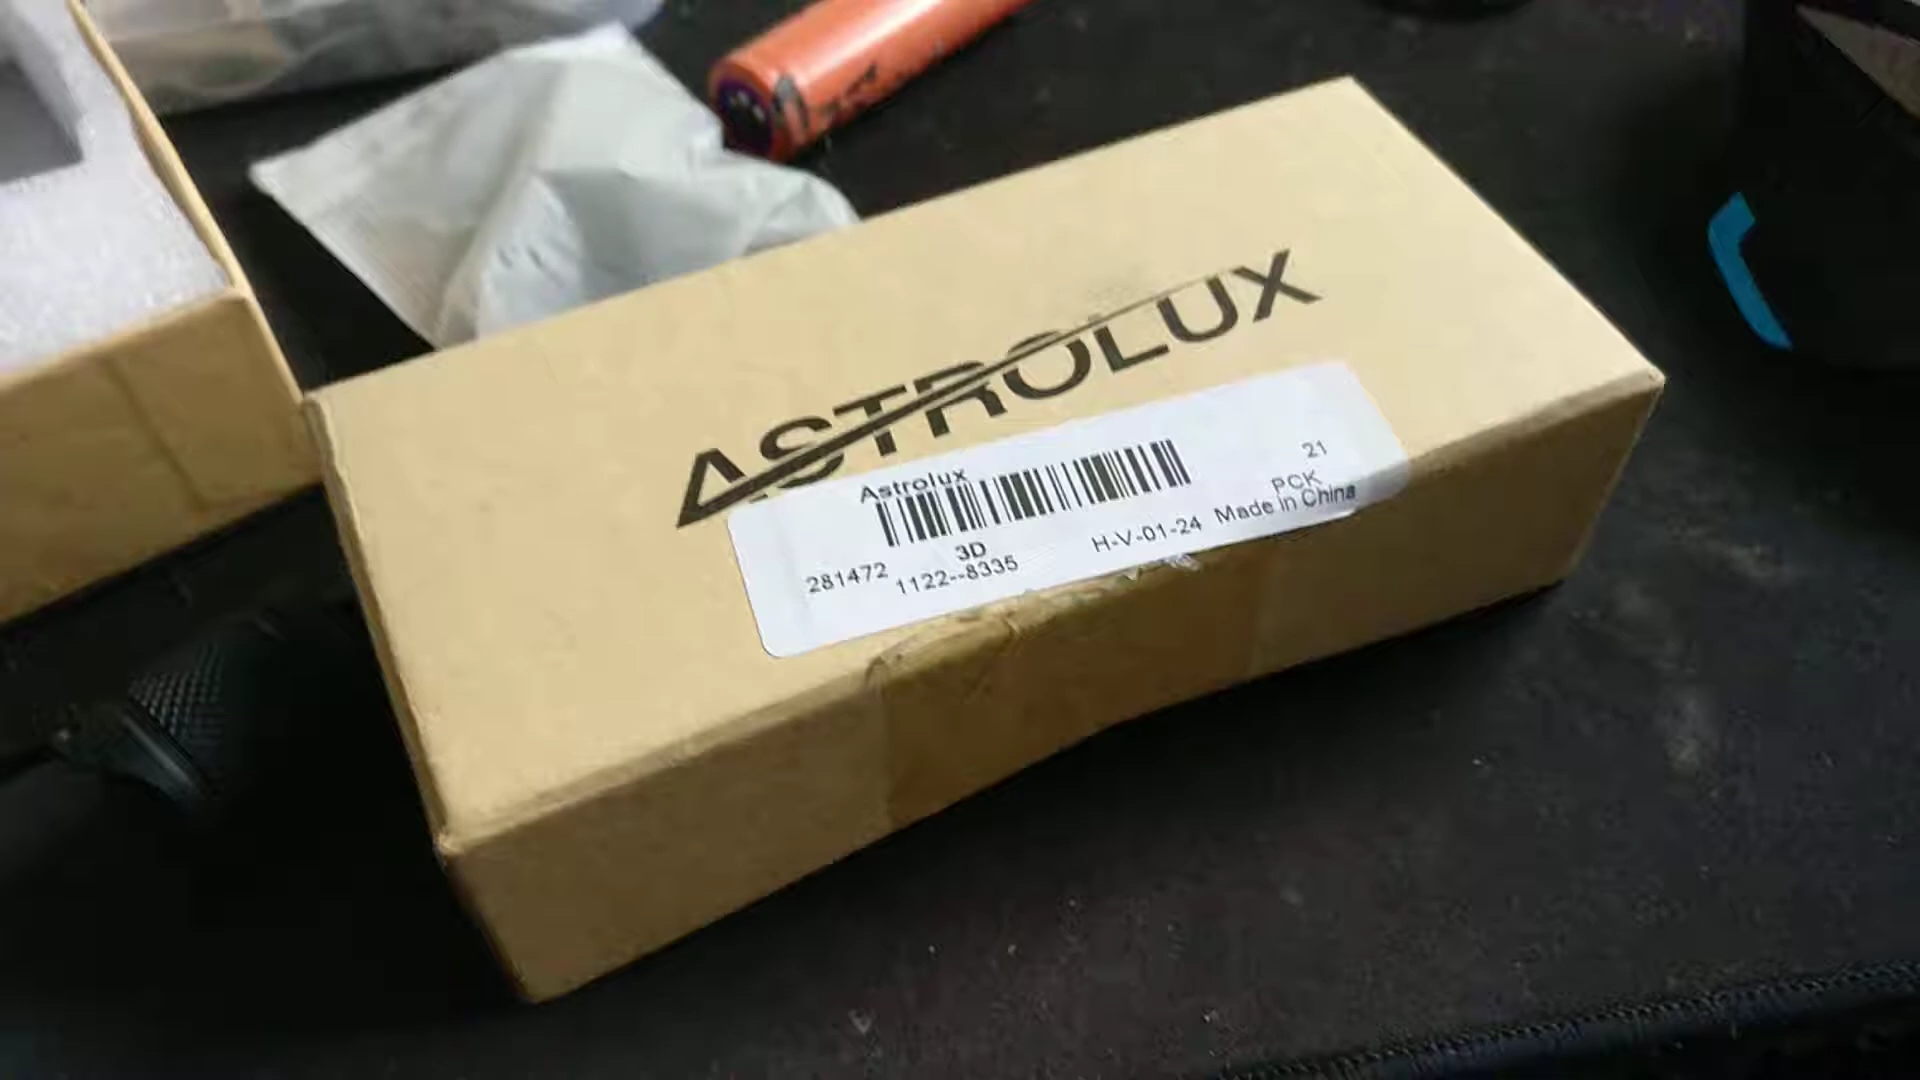 ASTROLUX
Astrolux
21
PCK
3D
281472
1122--8335
H-V-01-24
Made in China